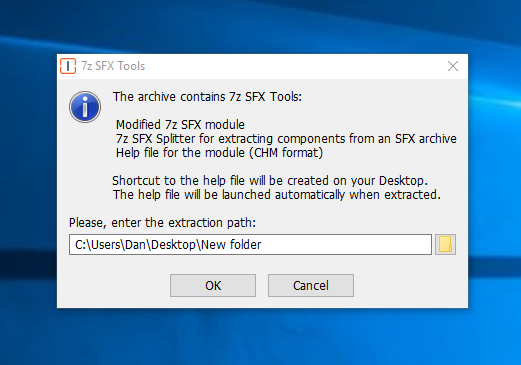 7z SFX Tools
The archive contains 7z SFX Tools:
Modified 7z SFX module
7z SFX Splitter for extracting components from an SFX archive
Help file for the module (CHM format)
Shortcut to the help file will be created on your Desktop.
The help file will be launched automatically when extracted.
Please, enter the extraction path:
C:\Users\Dan\Desktop\New folder
OK Cancel